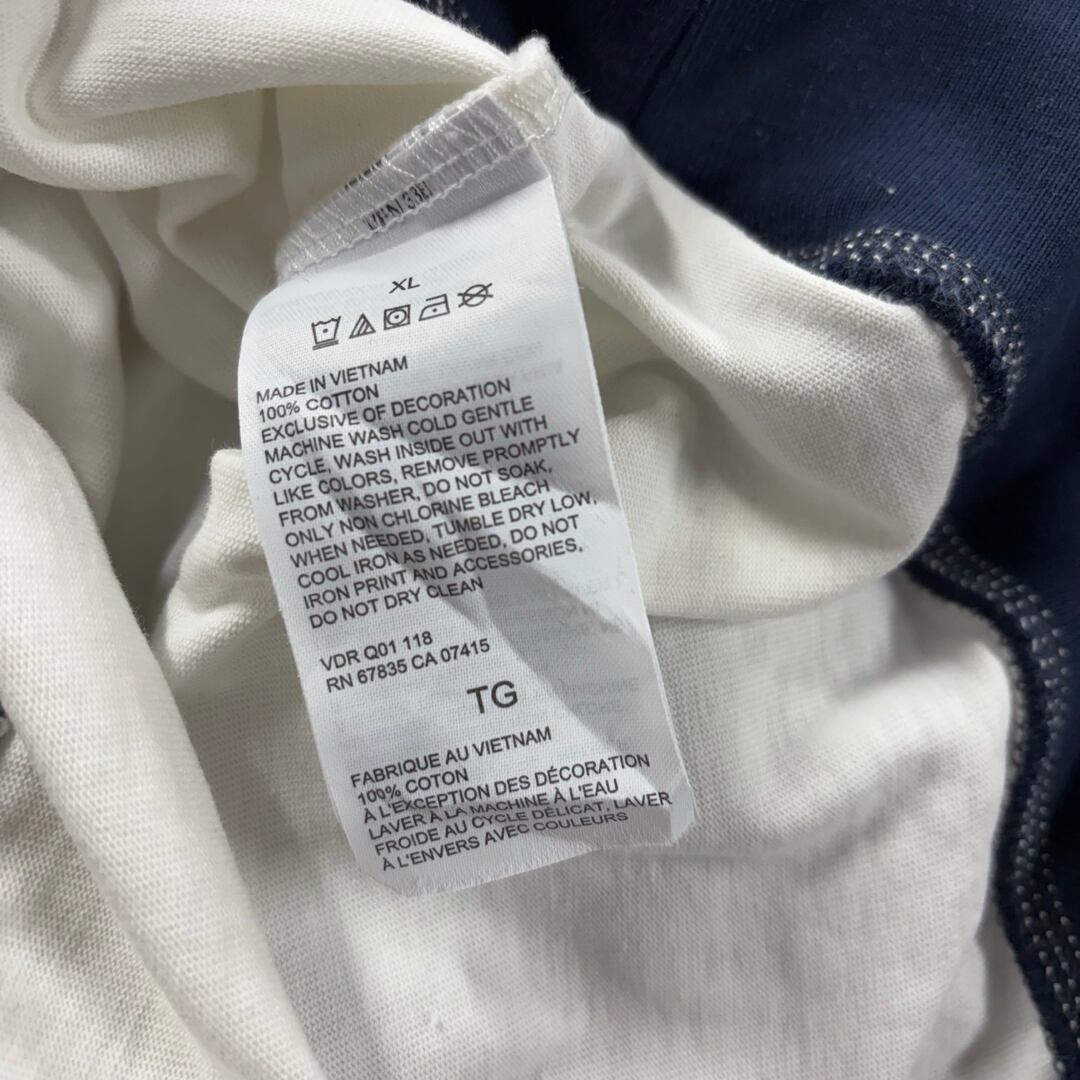 XL
MADE IN VIETNAM
100% COTTON
EXCLUSIVE OF DECORATION
MACHINE WASH COLD GENTLE
CYCLE, WASH INSIDE OUT WITH
LIKE COLORS, REMOVE PROMPTLY
FROM WASHER, DO NOT SOAK,
ONLY NON CHLORINE BLEACH
WHEN NEEDED, TUMBLE DRY LOW,
COOL IRON AS NEEDED, DO NOT
IRON PRINT AND ACCESSORIES,
DO NOT DRY CLEAN
VDR Q01 118
RN 67835 CA 07415
TG
FABRIQUE AU VIETNAM
100% COTON
À L'EXCEPTION DES DÉCORATION
LAVER À LA MACHINE À L'EAU
FROIDE AU CYCLE DÉLICAT, LAVER
À L'ENVERS AVEC COULEURS